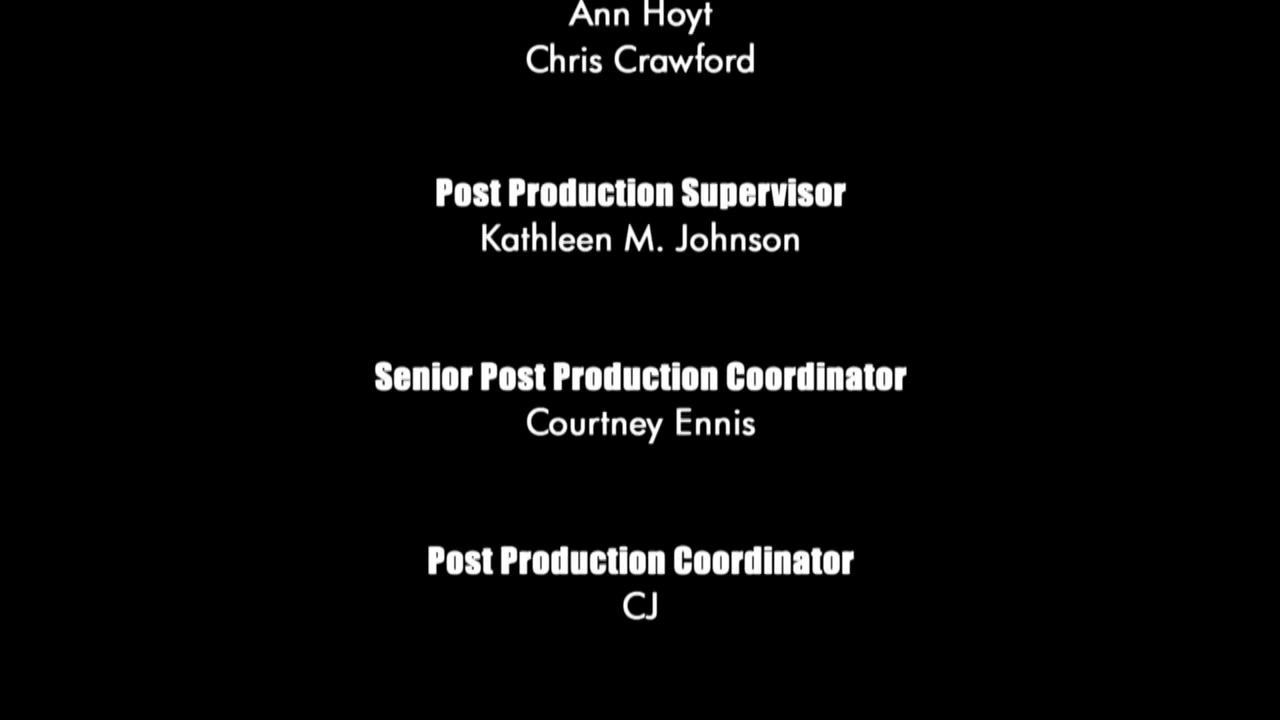 Ann Hoyt
Chris Crawford
Post Production Supervisor
Kathleen M. Johnson
Senior Post Production Coordinator
Courtney Ennis
Post Production Coordinator
CJ